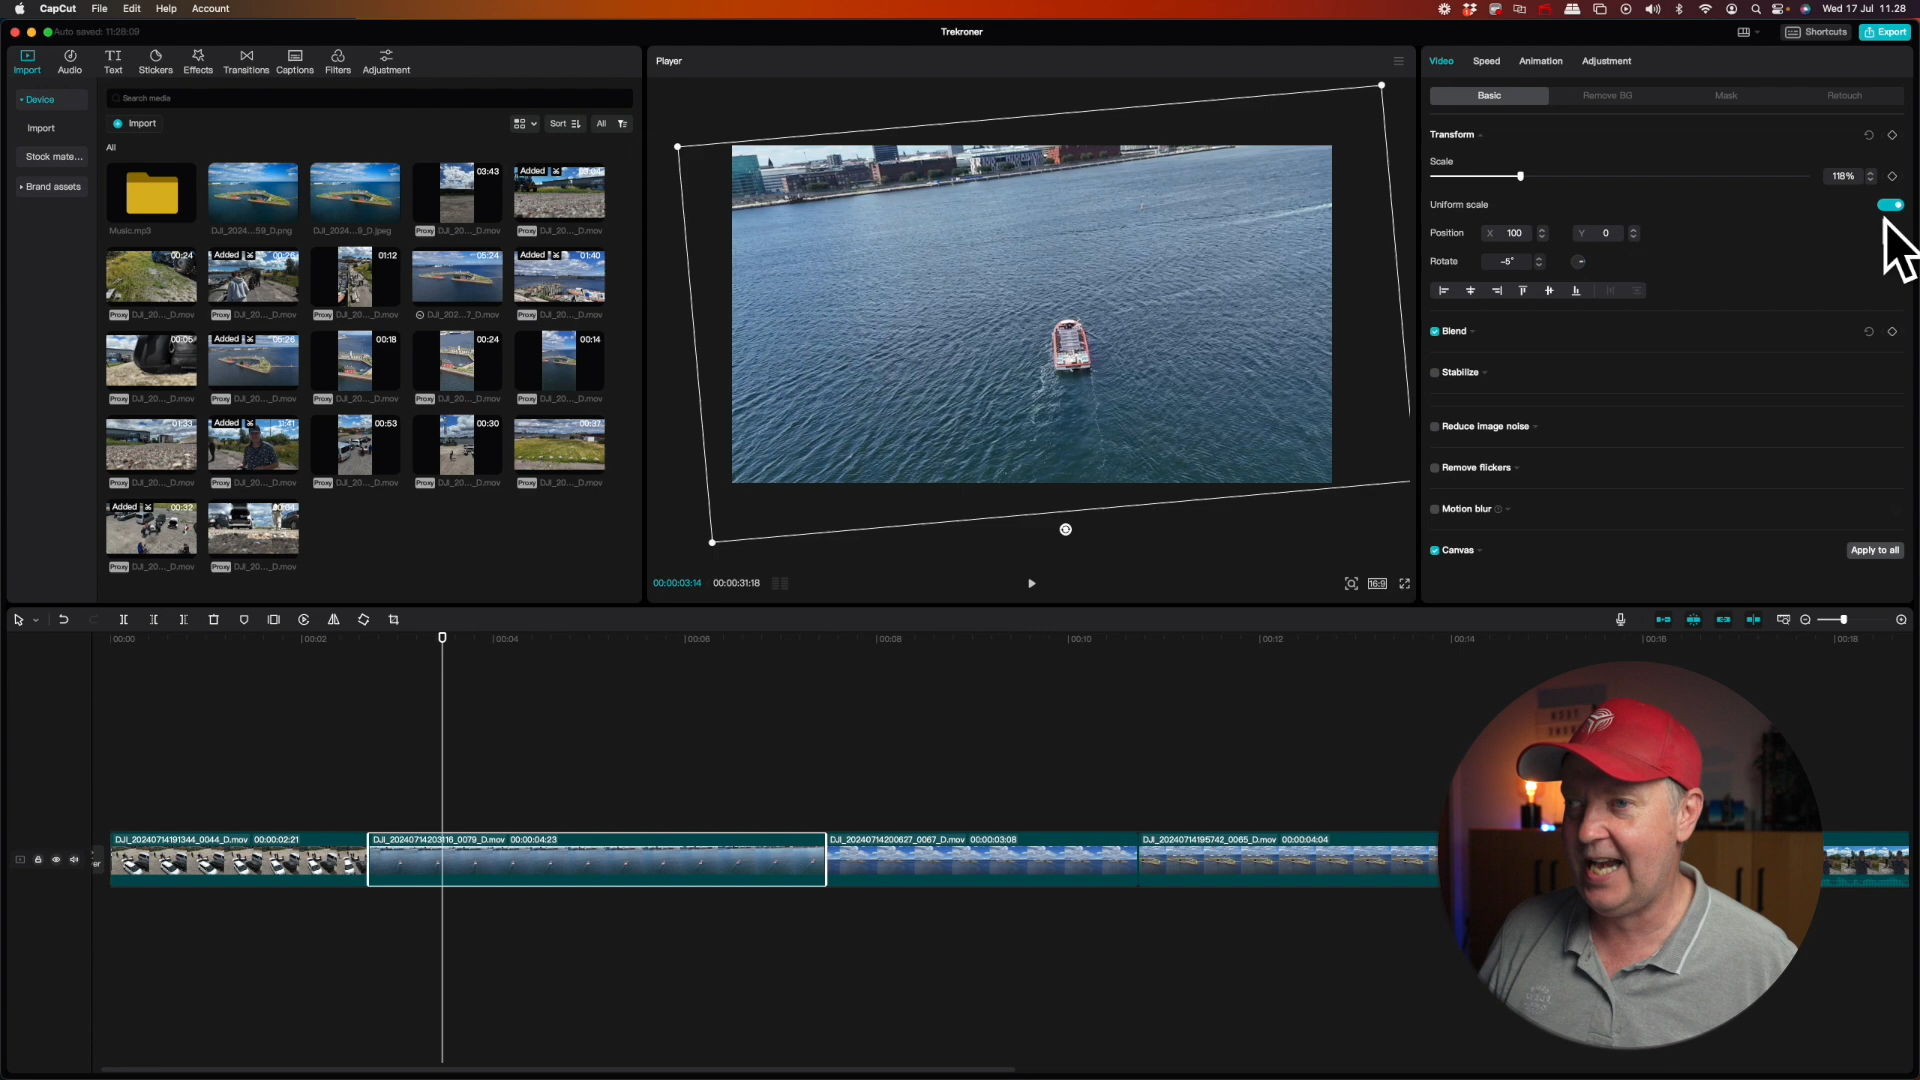 CapCut File Edit Help Account
Wed 17 Jul 11.28
Auto saved: 11:28:09
Trekroner
Shortcuts
Export
Import Audio Text Stickers Effects Transitions Captions Filters Adjustment
Device
Import
Stock mate...
Brand assets
Search media
Import
Sort
All
All
03:43
Added 03:04
Music.mp3
DJI_2024...59_D.png
DJI_2024...9_D.jpeg
Proxy DJI_20..._D.mov
Proxy DJI_20..._D.mov
00:24
Added 00:26
01:12
05:24
Added 01:40
Proxy DJI_20..._D.mov
Proxy DJI_20..._D.mov
Proxy DJI_20..._D.mov
DJI_202...7_D.mov
Proxy DJI_20..._D.mov
00:05
Added 05:26
00:18
00:24
00:14
Proxy DJI_20..._D.mov
Proxy DJI_20..._D.mov
Proxy DJI_20..._D.mov
Proxy DJI_20..._D.mov
Proxy DJI_20..._D.mov
01:33
Added 11:41
00:53
00:30
00:37
Proxy DJI_20..._D.mov
Proxy DJI_20..._D.mov
Proxy DJI_20..._D.mov
Proxy DJI_20..._D.mov
Proxy DJI_20..._D.mov
Added 00:32
00:04
Proxy DJI_20..._D.mov
Proxy DJI_20..._D.mov
Player
00:00:03:14 00:00:31:18
16:9
Video Speed Animation Adjustment
Basic Remove BG Mask Retouch
Transform
Scale
118%
Uniform scale
Position X 100 Y 0
Rotate -5°
Blend
Stabilize
Reduce image noise
Remove flickers
Motion blur
Canvas
Apply to all
00:00 00:02 00:04 00:06 00:08 00:10 00:12 00:14 00:16 00:18
DJI_20240714191344_0044_D.mov 00:00:02:21
DJI_20240714203116_0079_D.mov 00:00:04:23
DJI_20240714200627_0067_D.mov 00:00:03:08
DJI_20240714195742_0065_D.mov 00:00:04:04